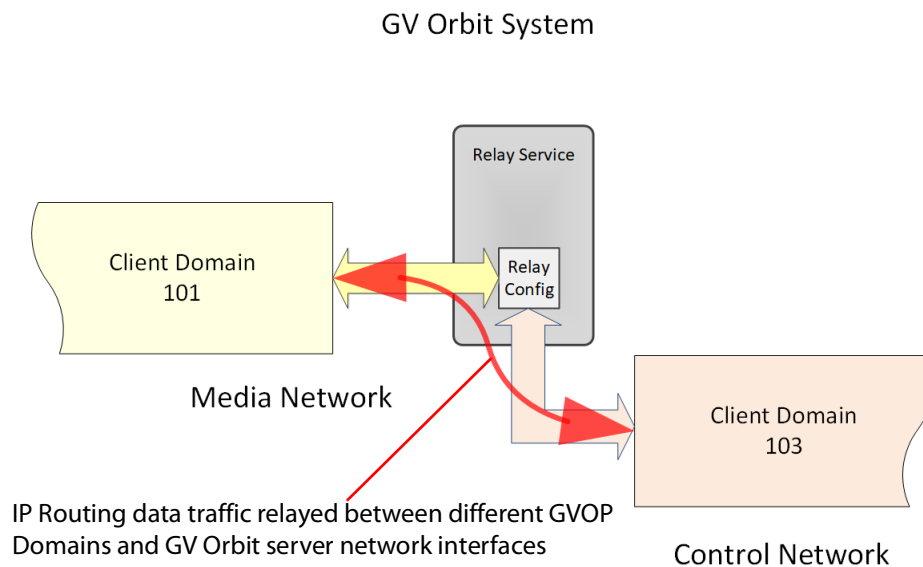 GV Orbit System
Relay Service
Client Domain
101
Relay
Config
Media Network
Client Domain
103
IP Routing data traffic relayed between different GVOP
Domains and GV Orbit server network interfaces
Control Network